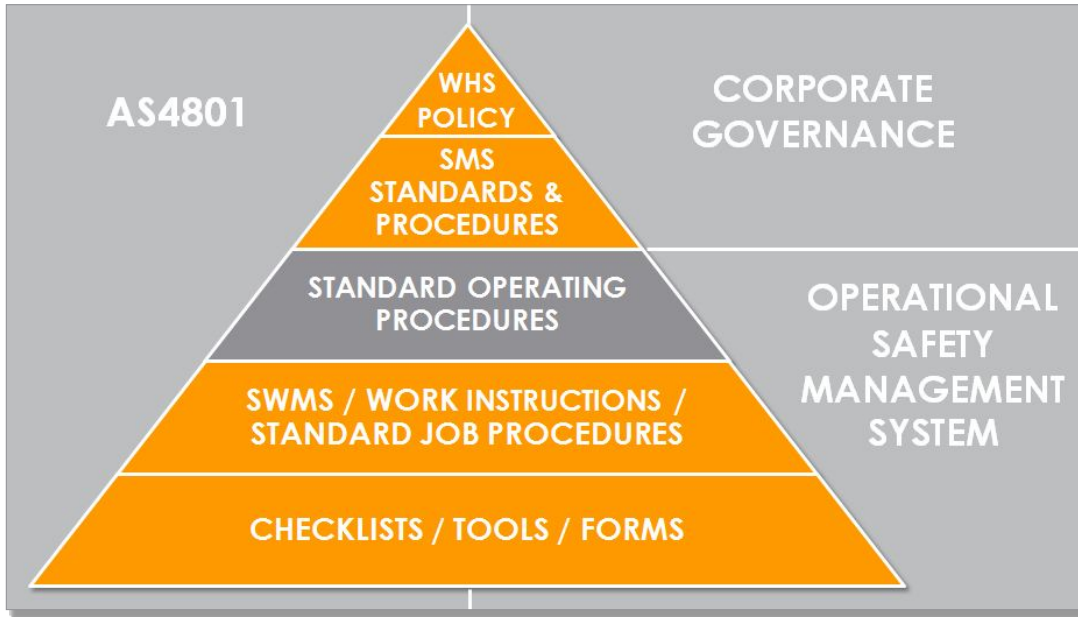 AS4801
WHS
POLICY
SMS
STANDARDS &
PROCEDURES
STANDARD OPERATING
PROCEDURES
SWMS / WORK INSTRUCTIONS /
STANDARD JOB PROCEDURES
CHECKLISTS / TOOLS / FORMS
CORPORATE
GOVERNANCE
OPERATIONAL
SAFETY
MANAGEMENT
SYSTEM